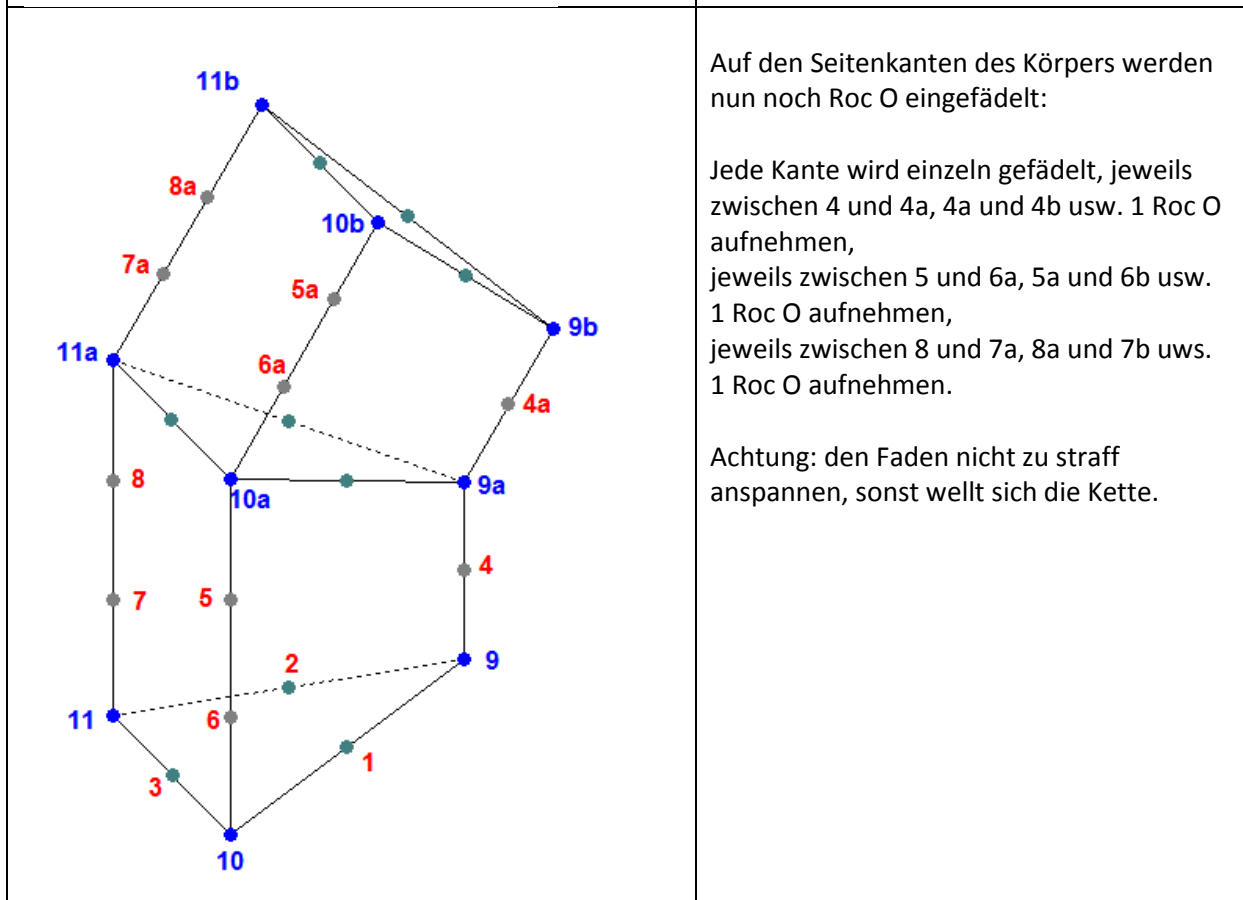 11b
8a
10b
7a
5a
9b
11a
6a
4a
8
10a
9a
4
7
5
2
9
11
6
1
3
10
Auf den Seitenkanten des Körpers werden
nun noch Roc O eingefädelt:
Jede Kante wird einzeln gefädelt, jeweils
zwischen 4 und 4a, 4a und 4b usw. 1 Roc O
aufnehmen,
jeweils zwischen 5 und 6a, 5a und 6b usw.
1 Roc O aufnehmen,
jeweils zwischen 8 und 7a, 8a und 7b uws.
1 Roc O aufnehmen.
Achtung: den Faden nicht zu straff
anspannen, sonst wellt sich die Kette.